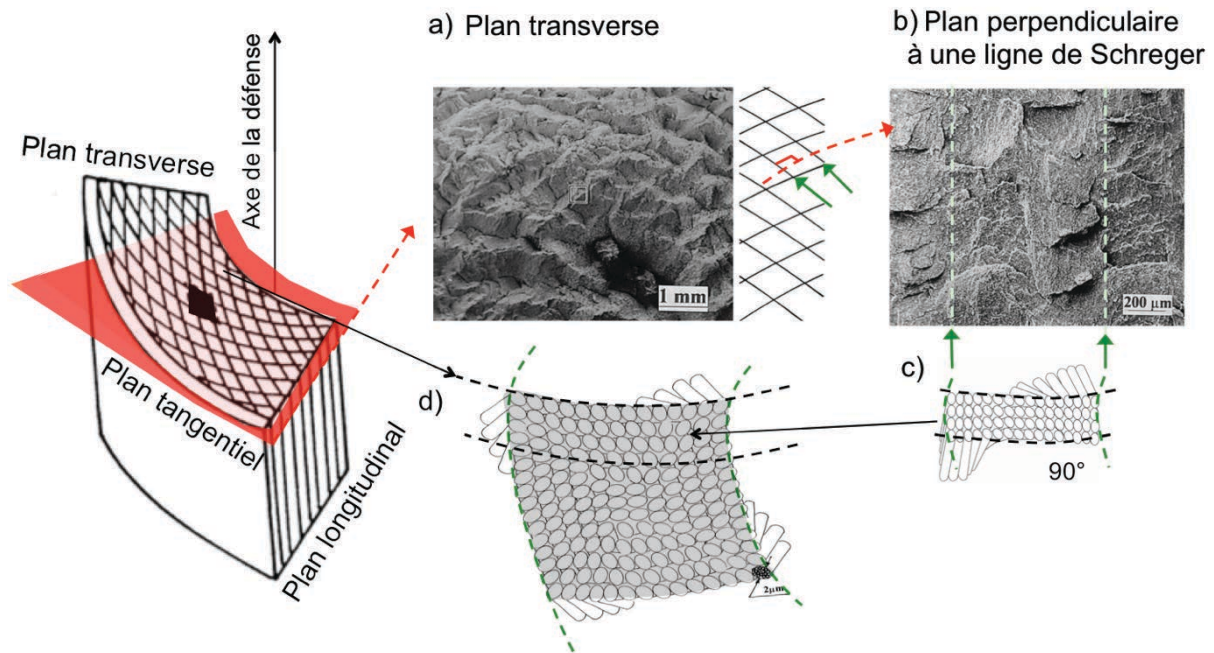 a) Plan transverse
b) Plan perpendiculaire
à une ligne de Schreger
Axe de la défense
Plan transverse
1 mm
200 µm
Plan tangentiel
Plan longitudinal
d)
c)
90°
2µm